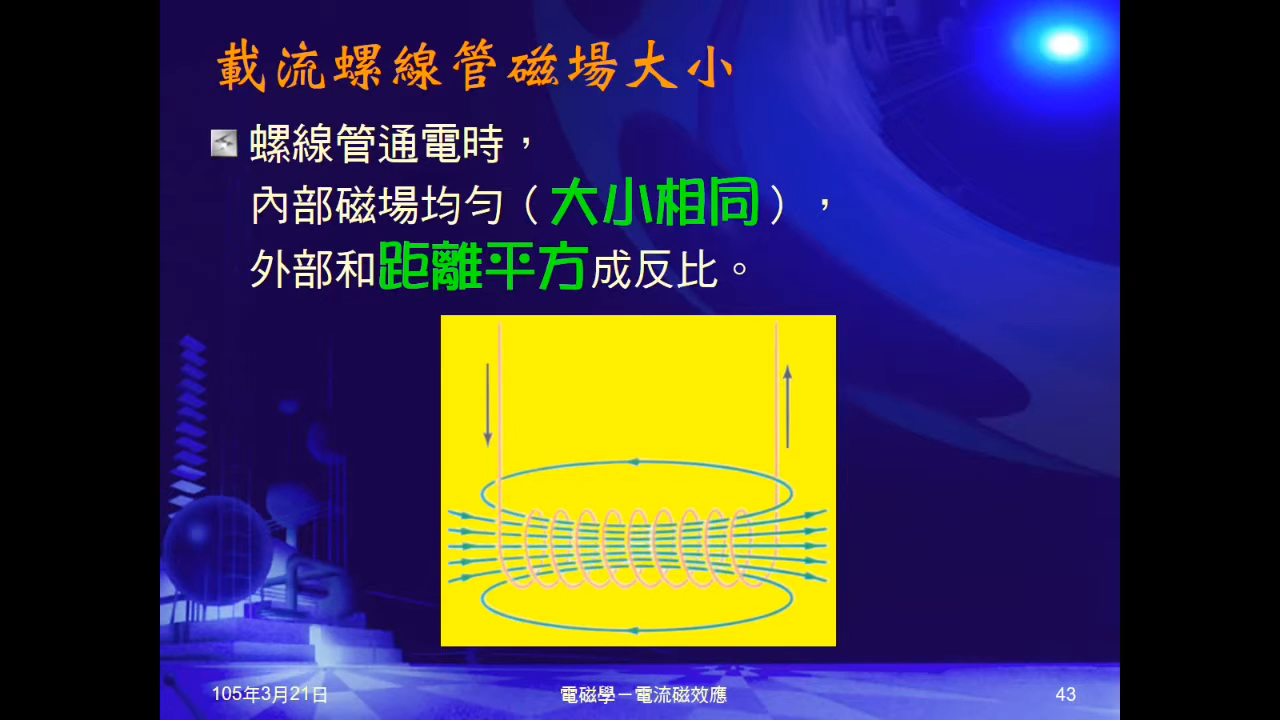 載流螺線管磁場大小
螺線管通電時，
內部磁場均勻（大小相同），
外部和距離平方成反比。
105年3月21日
電磁學－電流磁效應
43